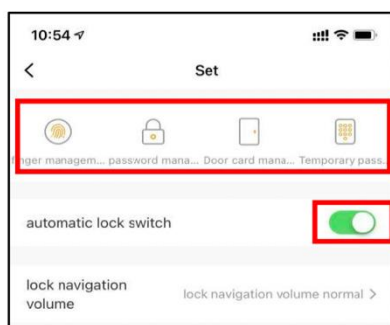 10:54
Set
finger managem... password mana... Door card mana... Temporary pass...
automatic lock switch
lock navigation
volume
lock navigation volume normal >